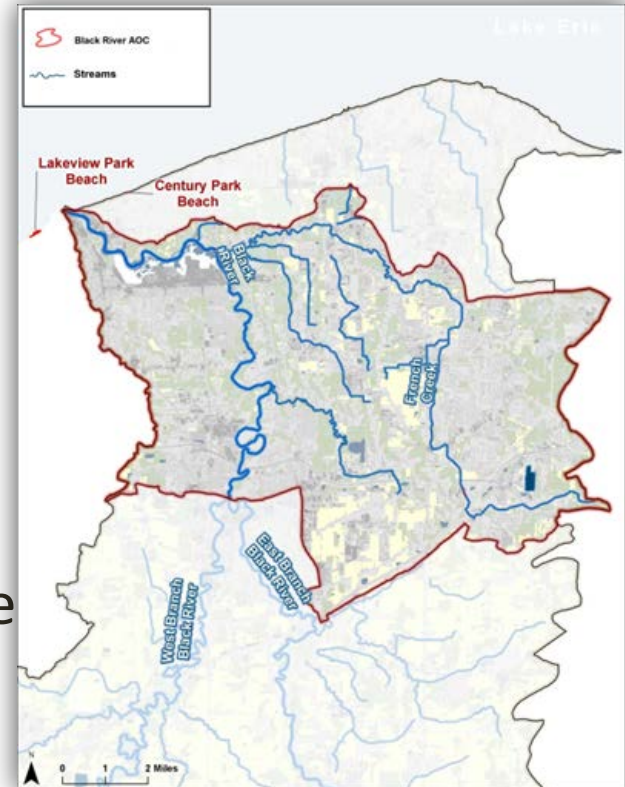 Lake Erie
Black River AOC
Streams
Lakeview Park
Beach
Century Park
Beach
Black
River
French
Creek
East Branch
Black River
West Branch
Black River
e
N
0 1 2 Miles